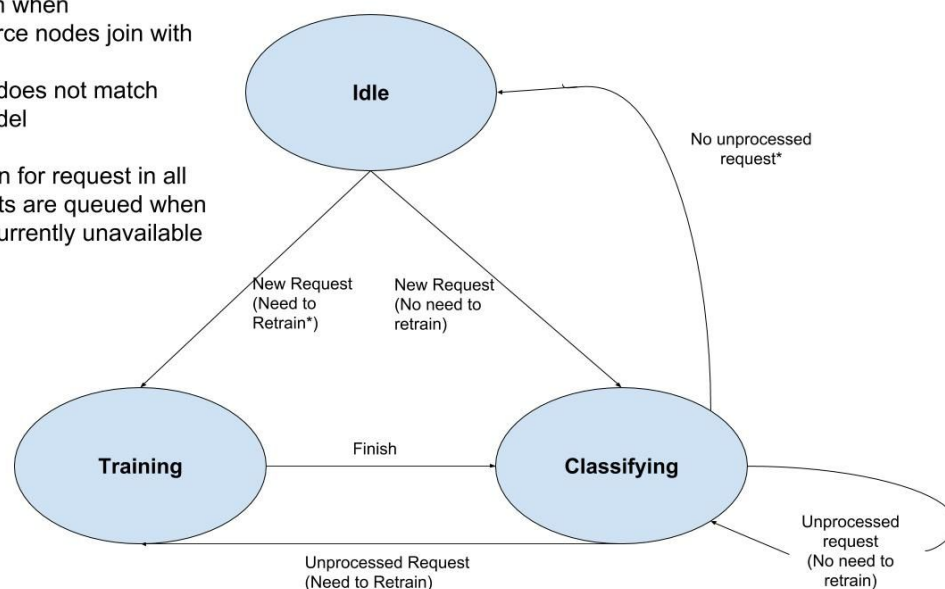 n when
rce nodes join with
does not match
del
n for request in all
ts are queued when
urrently unavailable
Idle
No unprocessed
request*
New Request
(Need to
Retrain*)
New Request
(No need to
retrain)
Training
Finish
Classifying
Unprocessed Request
(Need to Retrain)
Unprocessed
request
(No need to
retrain)